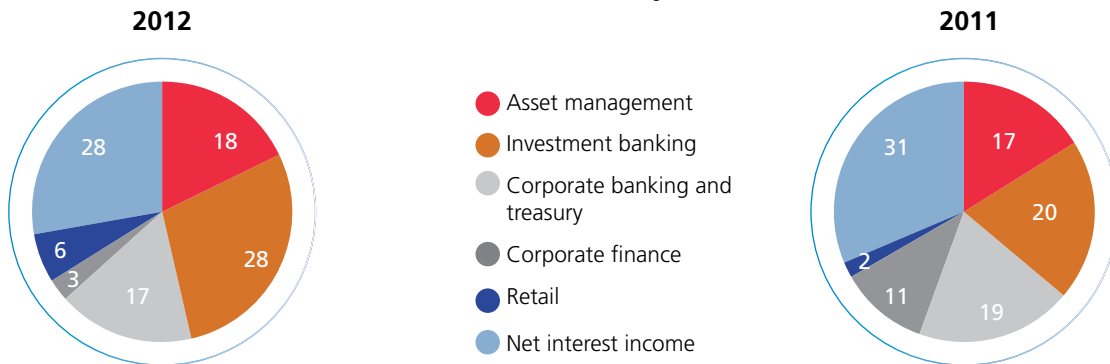 2012
2011
28
18
28
17
3
6
Asset management
Investment banking
Corporate banking and
treasury
Corporate finance
Retail
Net interest income
31
17
20
19
11
2